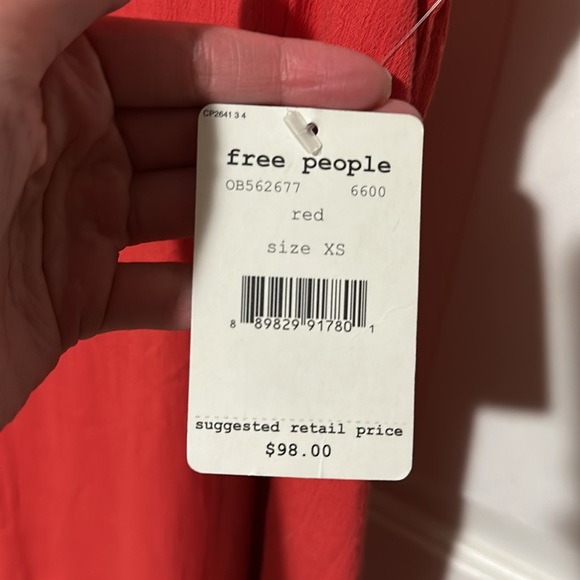 CP2641 3 4
free people
OB562677 6600
red
size XS
8 89829 91780 1
suggested retail price
$98.00